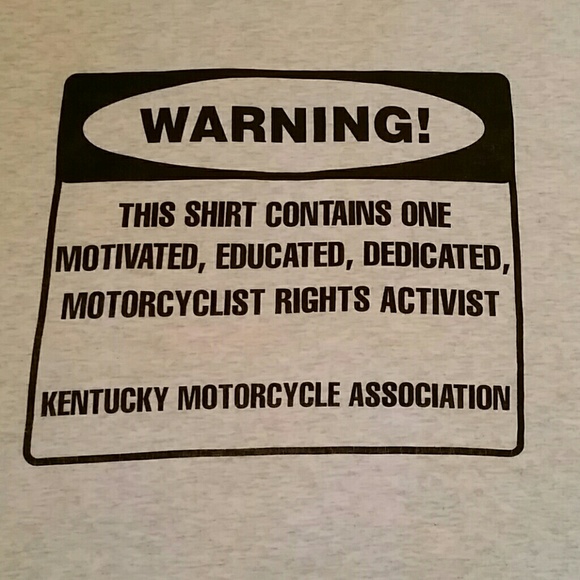 WARNING!
THIS SHIRT CONTAINS ONE
MOTIVATED, EDUCATED, DEDICATED,
MOTORCYCLIST RIGHTS ACTIVIST
KENTUCKY MOTORCYCLE ASSOCIATION